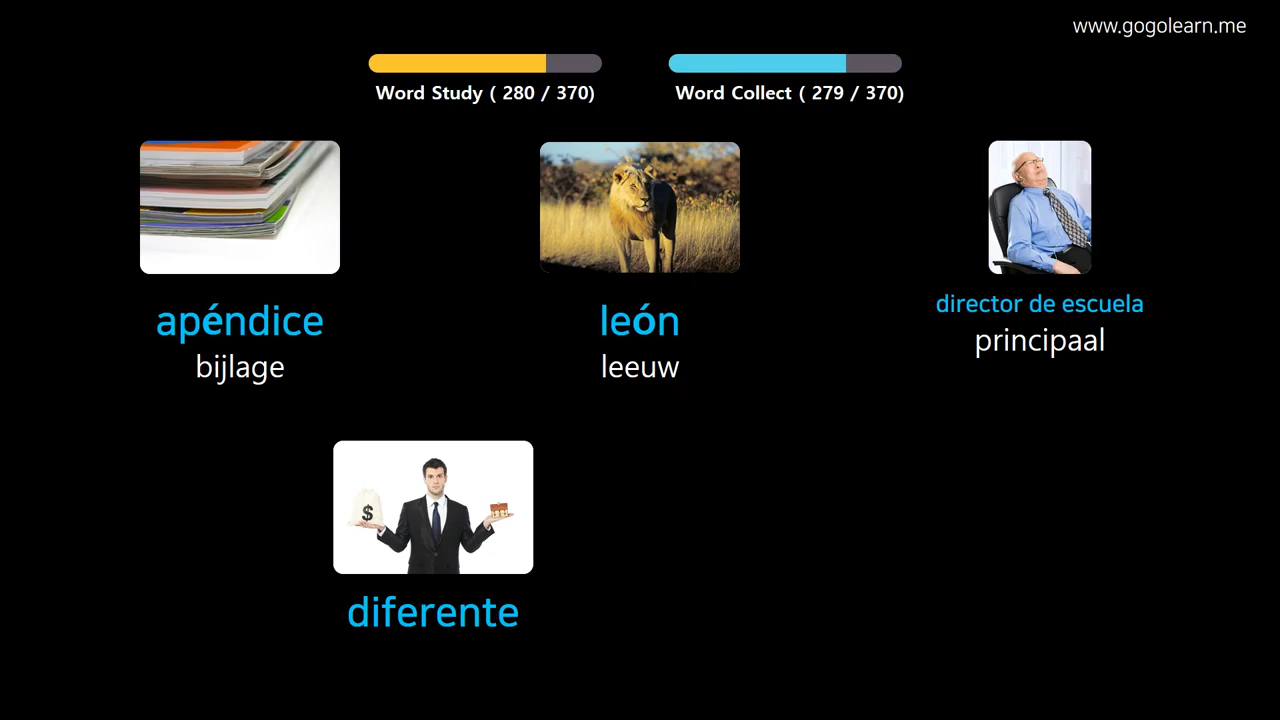 www.gogolearn.me
Word Study ( 280 / 370)
Word Collect ( 279 / 370)
apéndice
bijlage
león
leeuw
director de escuela
principaal
$
diferente